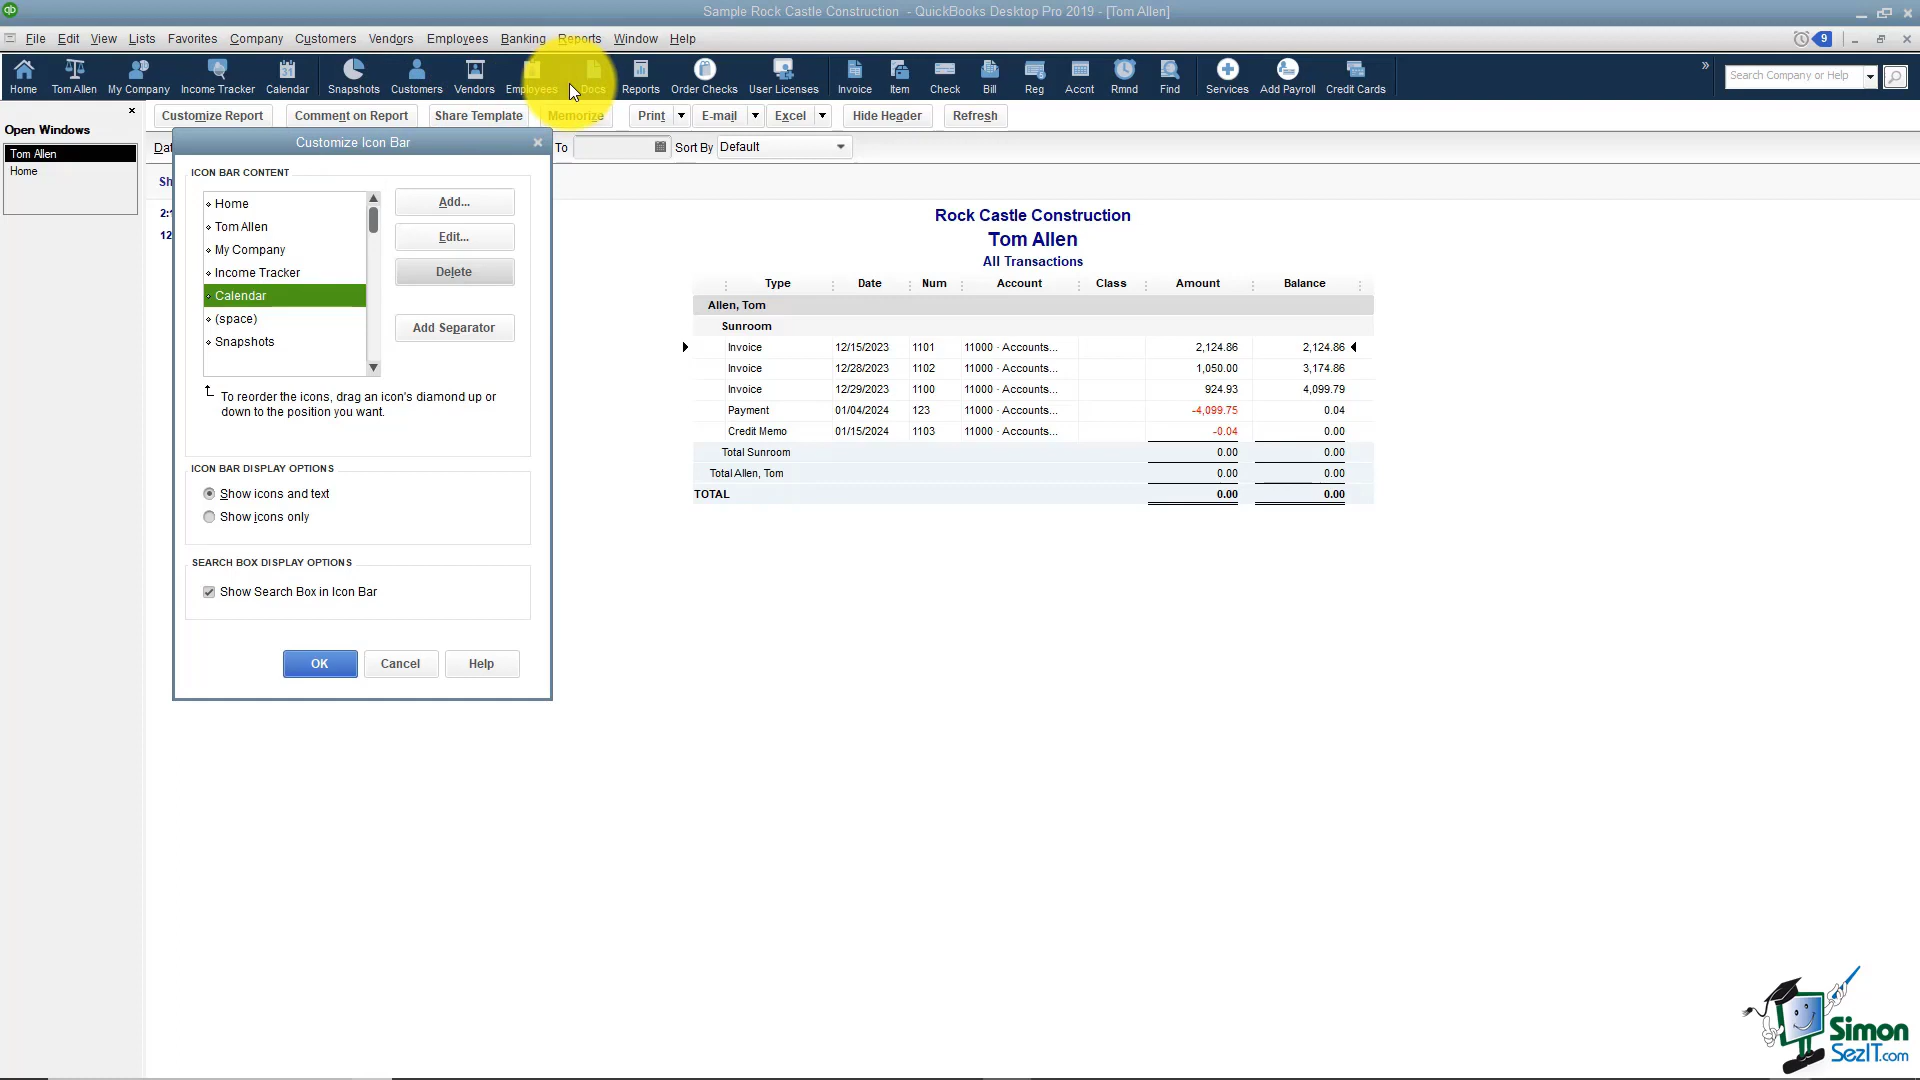 Sample Rock Castle Construction - QuickBooks Desktop Pro 2019 - [Tom Allen]
File Edit View Lists Favorites Company Customers Vendors Employees Banking Reports Window Help 9
Home Tom Allen My Company Income Tracker Calendar Snapshots Customers Vendors Employees Docs Reports Order Checks User Licenses Invoice Item Check Bill Reg Accnt Rmnd Find Services Add Payroll Credit Cards » Search Company or Help
Customize Report Comment on Report Share Template Memorize Print E-mail Excel Hide Header Refresh
Open Windows
Tom Allen
Home
Dat To Sort By Default
Sh
2:1
12
Customize Icon Bar
ICON BAR CONTENT
Home
Tom Allen
My Company
Income Tracker
Calendar
(space)
Snapshots
Add...
Edit...
Delete
Add Separator
To reorder the icons, drag an icon's diamond up or
down to the position you want.
ICON BAR DISPLAY OPTIONS
Show icons and text
Show icons only
SEARCH BOX DISPLAY OPTIONS
Show Search Box in Icon Bar
OK Cancel Help
Rock Castle Construction
Tom Allen
All Transactions
Type Date Num Account Class Amount Balance
Allen, Tom
Sunroom
Invoice 12/15/2023 1101 11000 · Accounts... 2,124.86 2,124.86
Invoice 12/28/2023 1102 11000 · Accounts... 1,050.00 3,174.86
Invoice 12/29/2023 1100 11000 · Accounts... 924.93 4,099.79
Payment 01/04/2024 123 11000 · Accounts... -4,099.75 0.04
Credit Memo 01/15/2024 1103 11000 · Accounts... -0.04 0.00
Total Sunroom 0.00 0.00
Total Allen, Tom 0.00 0.00
TOTAL 0.00 0.00
Simon
SezIT.com